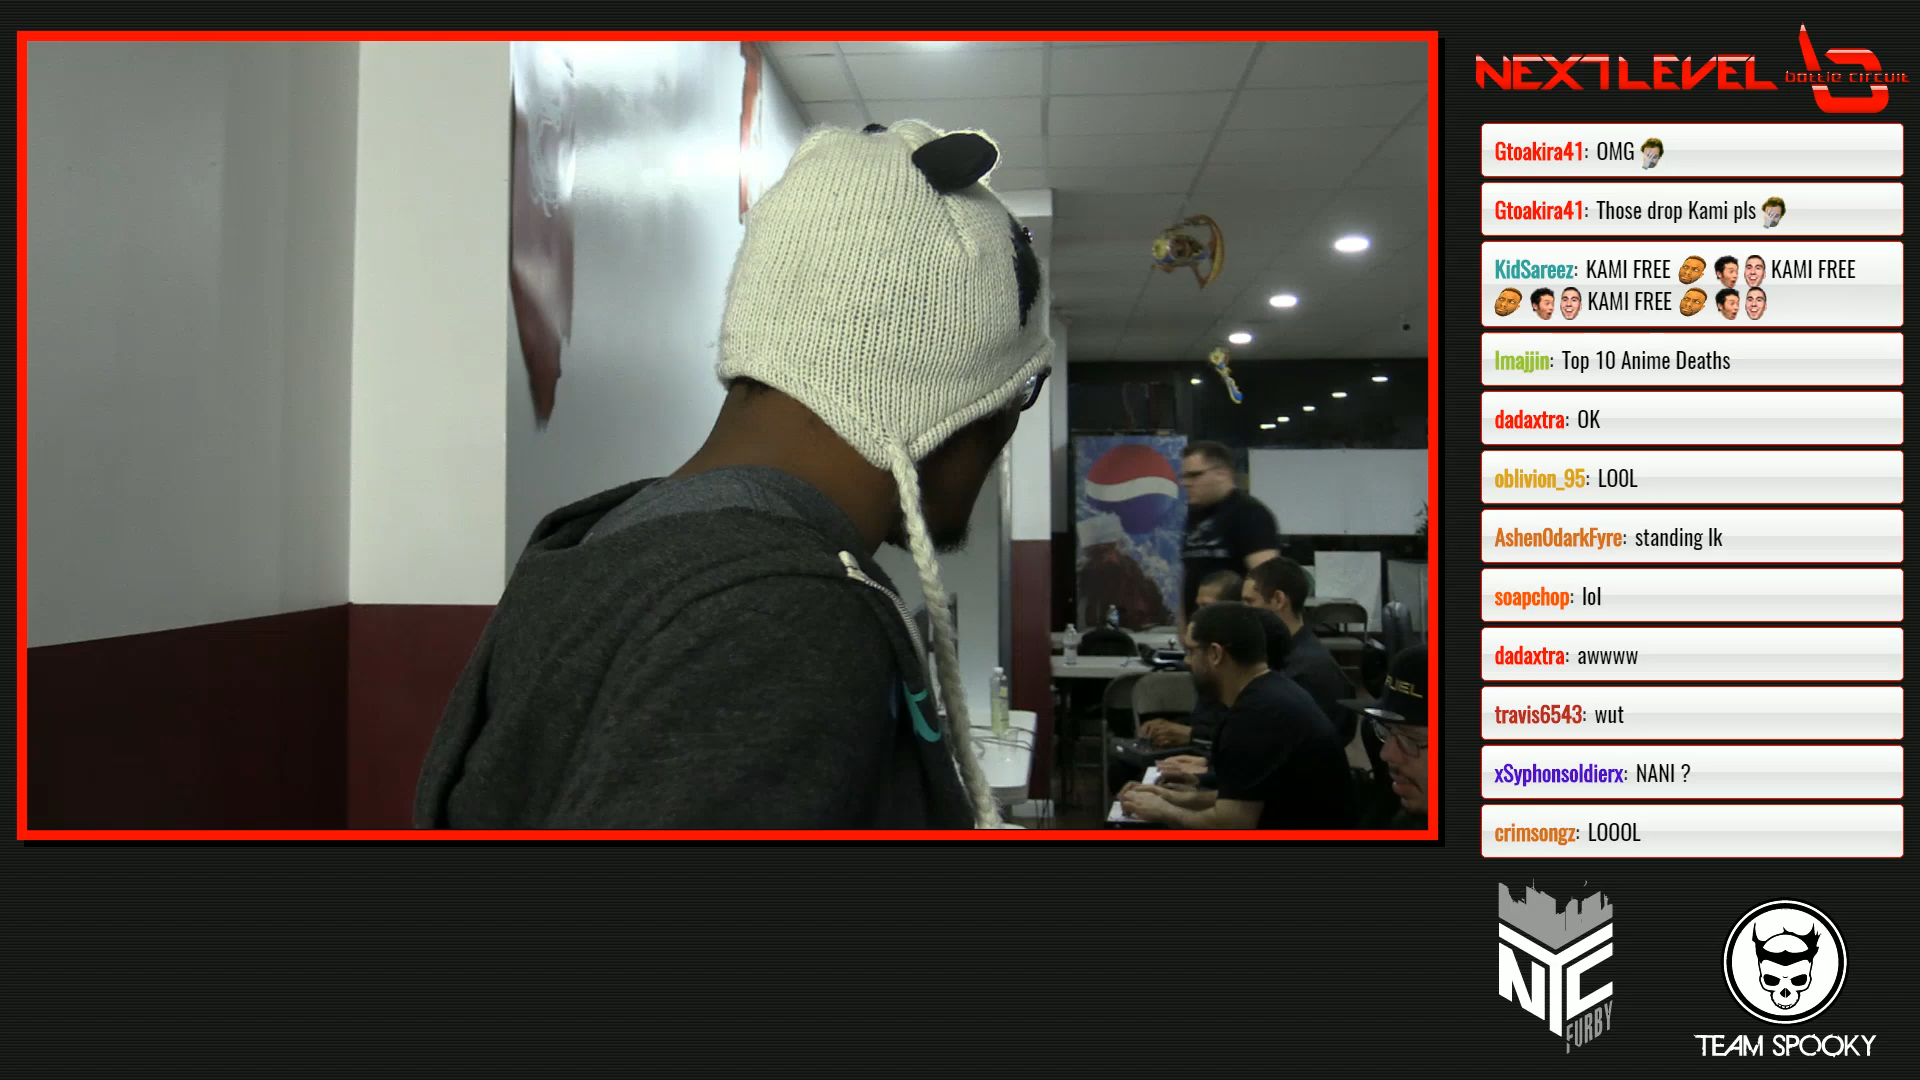 NEXT LEVEL
battle circuit
Gtoakira41: OMG
Gtoakira41: Those drop Kami pls
KidSareez: KAMI FREE KAMI FREE
KAMI FREE
Imajjin: Top 10 Anime Deaths
dadaxtra: OK
oblivion_95: LOOL
AshenOdarkFyre: standing lk
soapchop: lol
dadaxtra: awwww
travis6543: wut
xSyphonsoldierx: NANI ?
crimsongz: LOOOL
NYC
FURBY
TEAM SPOOKY